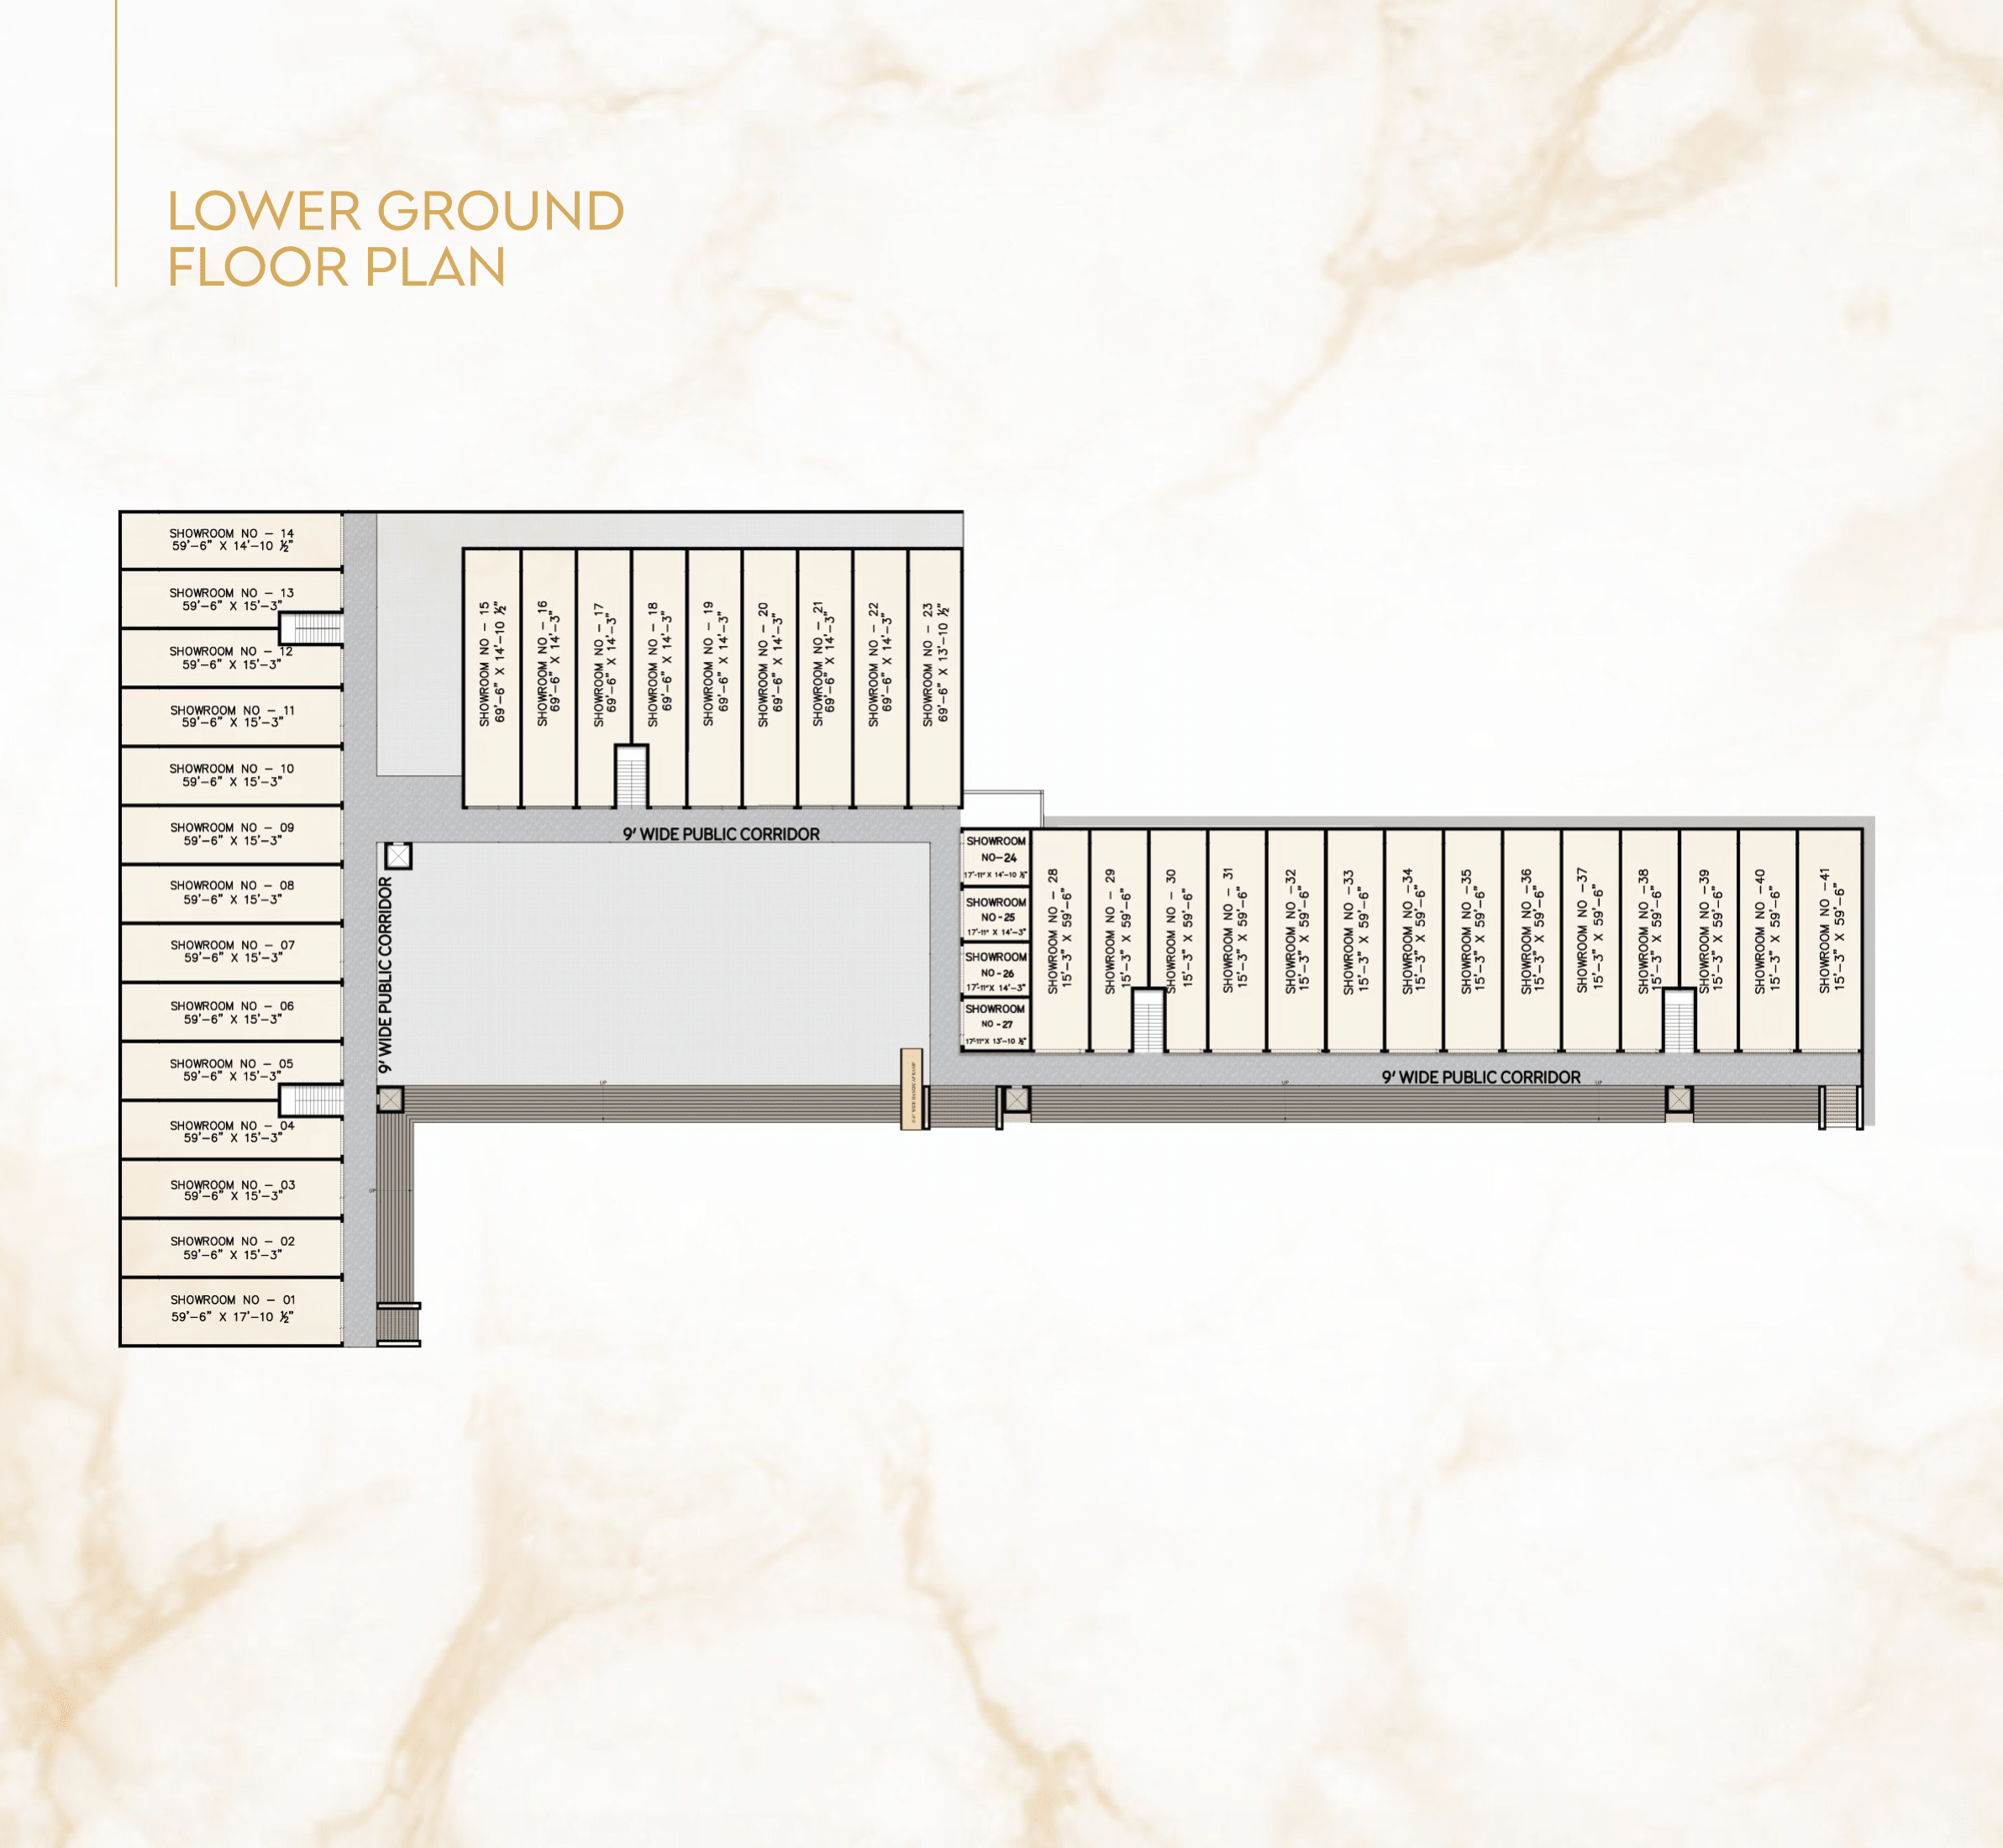 LOWER GROUND
FLOOR PLAN
SHOWROOM NO – 14
59'–6" X 14'–10 ½"
SHOWROOM NO – 13
59'–6" X 15'–3"
SHOWROOM NO – 12
59'–6" X 15'–3"
SHOWROOM NO – 11
59'–6" X 15'–3"
SHOWROOM NO – 10
59'–6" X 15'–3"
SHOWROOM NO – 09
59'–6" X 15'–3"
SHOWROOM NO – 08
59'–6" X 15'–3"
SHOWROOM NO – 07
59'–6" X 15'–3"
SHOWROOM NO – 06
59'–6" X 15'–3"
SHOWROOM NO – 05
59'–6" X 15'–3"
SHOWROOM NO – 04
59'–6" X 15'–3"
SHOWROOM NO – 03
59'–6" X 15'–3"
SHOWROOM NO – 02
59'–6" X 15'–3"
SHOWROOM NO – 01
59'–6" X 17'–10 ½"
SHOWROOM NO – 15
69'–6" X 14'–10 ½"
SHOWROOM NO – 16
69'–6" X 14'–3"
SHOWROOM NO – 17
69'–6" X 14'–3"
SHOWROOM NO – 18
69'–6" X 14'–3"
SHOWROOM NO – 19
69'–6" X 14'–3"
SHOWROOM NO – 20
69'–6" X 14'–3"
SHOWROOM NO – 21
69'–6" X 14'–3"
SHOWROOM NO – 22
69'–6" X 14'–3"
SHOWROOM NO – 23
69'–6" X 13'–10 ½"
9' WIDE PUBLIC CORRIDOR
9' WIDE PUBLIC CORRIDOR
SHOWROOM
NO–24
17'-11" X 14'–10 ½"
SHOWROOM
NO -25
17'-11" X 14'–3"
SHOWROOM
NO -26
17'-11"X 14'–3"
SHOWROOM
NO -27
17'-11"X 13'–10 ½"
SHOWROOM NO – 28
15'–3" X 59'–6"
SHOWROOM NO – 29
15'–3" X 59'–6"
SHOWROOM NO – 30
15'–3" X 59'–6"
SHOWROOM NO – 31
15'–3" X 59'–6"
SHOWROOM NO –32
15'–3" X 59'–6"
SHOWROOM NO –33
15'–3" X 59'–6"
SHOWROOM NO –34
15'–3" X 59'–6"
SHOWROOM NO –35
15'–3" X 59'–6"
SHOWROOM NO –36
15'–3" X 59'–6"
SHOWROOM NO –37
15'–3" X 59'–6"
SHOWROOM NO –38
15'–3" X 59'–6"
SHOWROOM NO –39
15'–3" X 59'–6"
SHOWROOM NO –40
15'–3" X 59'–6"
SHOWROOM NO –41
15'–3" X 59'–6"
9' WIDE PUBLIC CORRIDOR
UP
UP
UP
UP